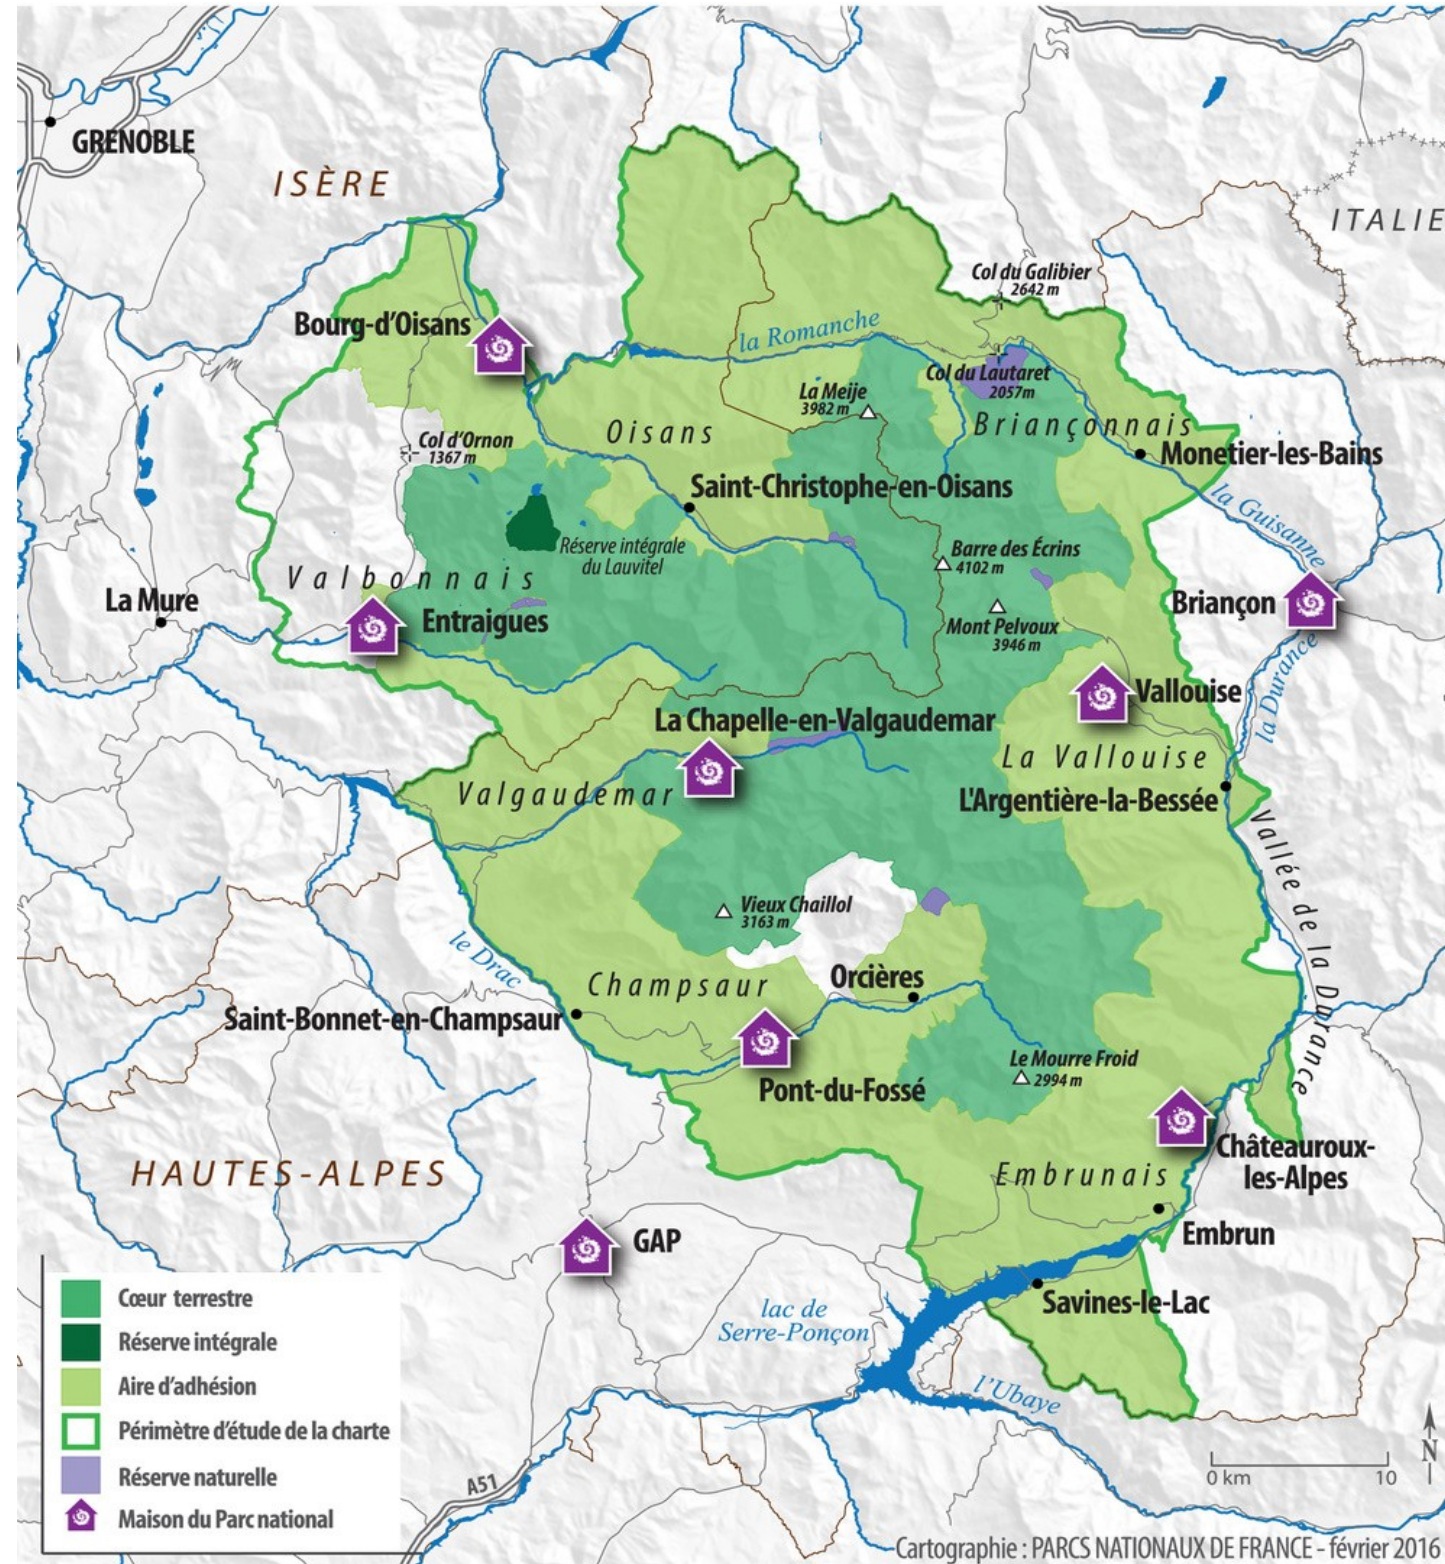 GRENOBLE
ISÈRE
ITALIE
Col du Galibier
2642 m
Bourg-d'Oisans
la Romanche
Col du Lautaret
2057m
La Meije
3982 m
Oisans
Briançonnais
Col d'Ornon
1367 m
Monetier-les-Bains
Saint-Christophe-en-Oisans
la Guisanne
Réserve intégrale
du Lauvitel
Barre des Écrins
4102 m
Valbonnais
La Mure
Entraigues
Briançon
Mont Pelvoux
3946 m
la Durance
Vallouise
La Chapelle-en-Valgaudemar
La Vallouise
Valgaudemar
L'Argentière-la-Bessée
Vallée de la Durance
Vieux Chaillol
3163 m
le Drac
Champsaur
Orcières
Saint-Bonnet-en-Champsaur
Le Mourre Froid
2994 m
Pont-du-Fossé
HAUTES-ALPES
Châteauroux-
les-Alpes
Embrunais
Embrun
GAP
Savines-le-Lac
lac de
Serre-Ponçon
l'Ubaye
Cœur terrestre
Réserve intégrale
Aire d'adhésion
Périmètre d'étude de la charte
Réserve naturelle
Maison du Parc national
A51
N
0 km 10
Cartographie : PARCS NATIONAUX DE FRANCE - février 2016